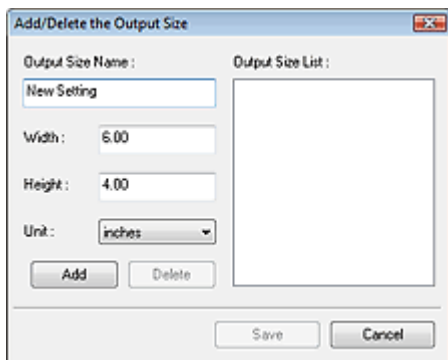 Add/Delete the Output Size
Output Size Name :
Output Size List :
New Setting
Width :
6.00
Height :
4.00
Unit :
inches
Add
Delete
Save
Cancel